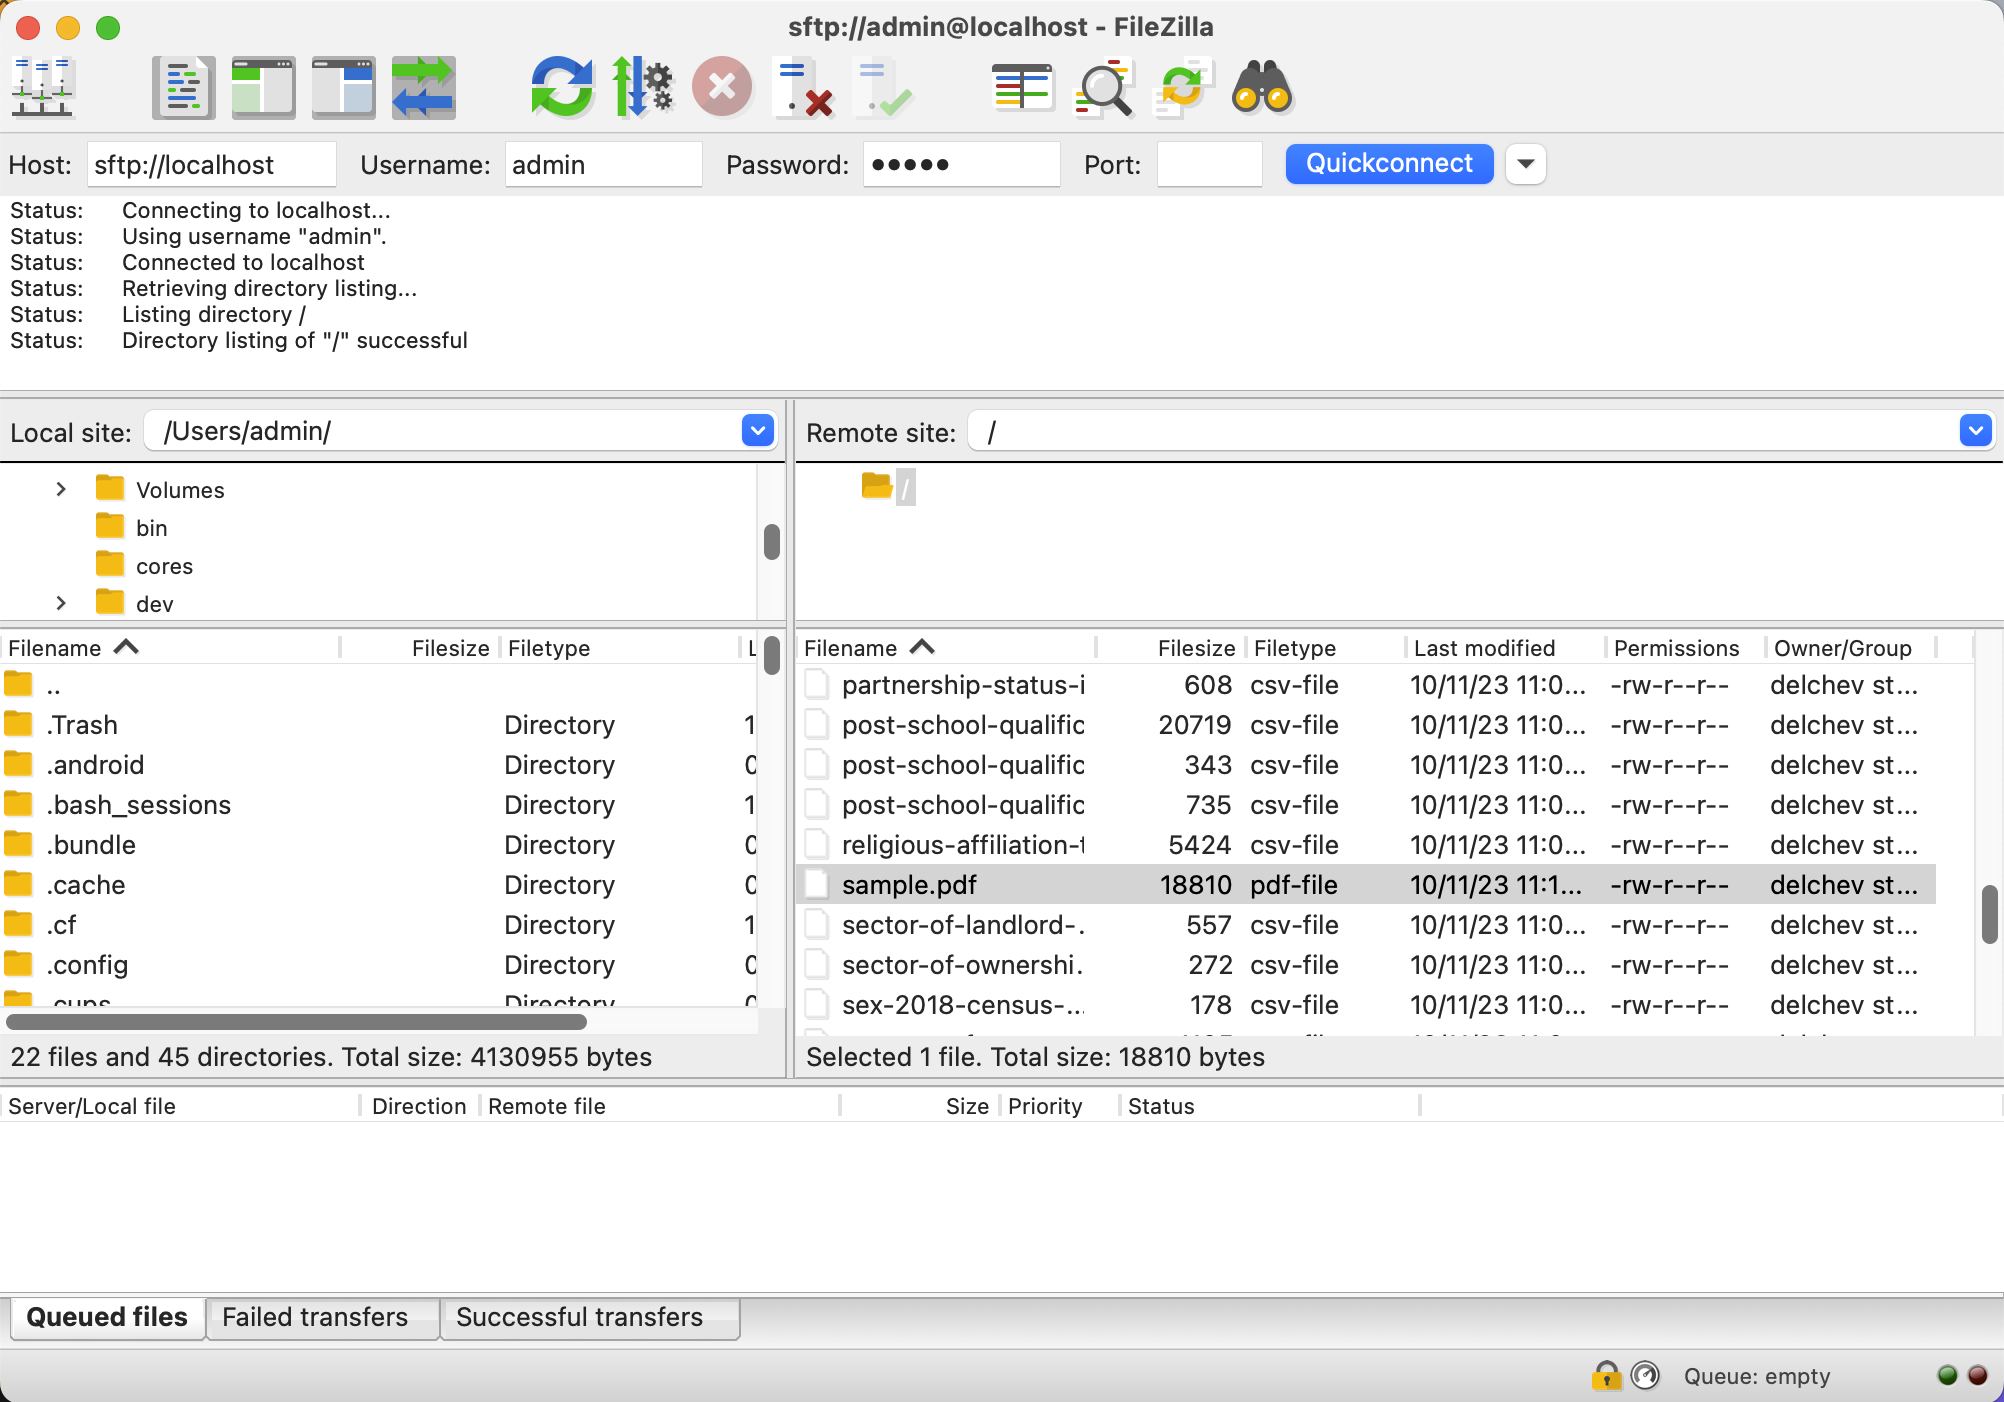 sftp://admin@localhost - FileZilla
Host: sftp://localhost Username: admin Password: ●●●●● Port: Quickconnect
Status: Connecting to localhost...
Status: Using username "admin".
Status: Connected to localhost
Status: Retrieving directory listing...
Status: Listing directory /
Status: Directory listing of "/" successful
Local site: /Users/admin/
Volumes
bin
cores
dev
Filename Filesize Filetype
..
.Trash Directory 1
.android Directory
.bash_sessions Directory 1
.bundle Directory
.cache Directory
.cf Directory 1
.config Directory
.cups Directory
22 files and 45 directories. Total size: 4130955 bytes
Remote site: /
/
Filename Filesize Filetype Last modified Permissions Owner/Group
partnership-status-i 608 csv-file 10/11/23 11:0... -rw-r--r-- delchev st...
post-school-qualific 20719 csv-file 10/11/23 11:0... -rw-r--r-- delchev st...
post-school-qualific 343 csv-file 10/11/23 11:0... -rw-r--r-- delchev st...
post-school-qualific 735 csv-file 10/11/23 11:0... -rw-r--r-- delchev st...
religious-affiliation-t 5424 csv-file 10/11/23 11:0... -rw-r--r-- delchev st...
sample.pdf 18810 pdf-file 10/11/23 11:1... -rw-r--r-- delchev st...
sector-of-landlord-. 557 csv-file 10/11/23 11:0... -rw-r--r-- delchev st...
sector-of-ownershi. 272 csv-file 10/11/23 11:0... -rw-r--r-- delchev st...
sex-2018-census-... 178 csv-file 10/11/23 11:0... -rw-r--r-- delchev st...
Selected 1 file. Total size: 18810 bytes
Server/Local file Direction Remote file Size Priority Status
Queued files Failed transfers Successful transfers
Queue: empty